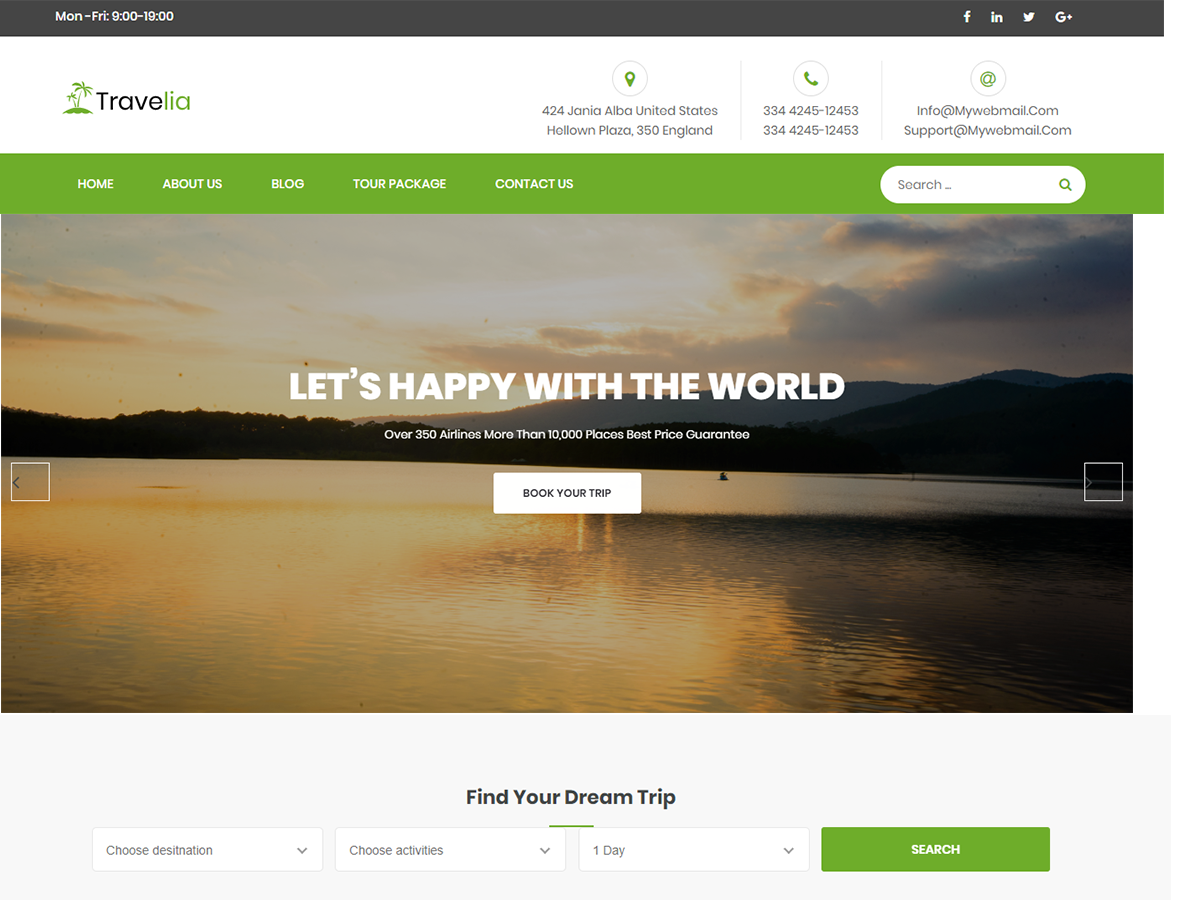 Mon -Fri: 9:00-19:00
Travelia
424 Jania Alba United States
Hellown Plaza, 350 England
334 4245-12453
334 4245-12453
Info@Mywebmail.Com
Support@Mywebmail.Com
HOME ABOUT US BLOG TOUR PACKAGE CONTACT US
Search ...
LET'S HAPPY WITH THE WORLD
Over 350 Airlines More Than 10,000 Places Best Price Guarantee
BOOK YOUR TRIP
Find Your Dream Trip
Choose desitnation Choose activities 1 Day SEARCH